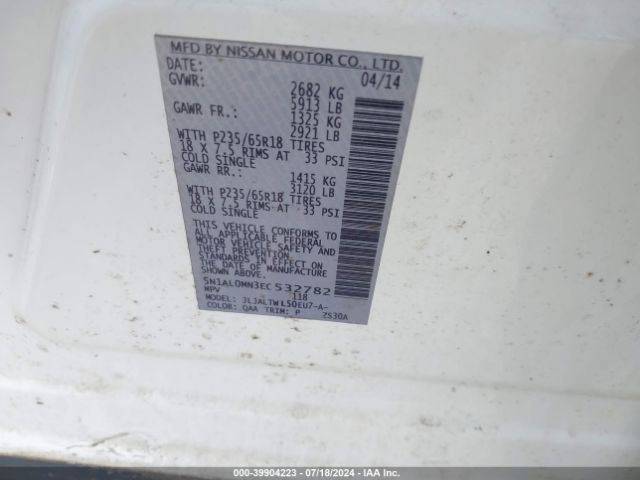 MFD BY NISSAN MOTOR CO., LTD.
DATE: 04/14
GVWR: 2682 KG
5913 LB
GAWR FR.: 1325 KG
2921 LB
WITH P235/65R18 TIRES
18 X 7.5 RIMS AT 33 PSI
COLD SINGLE
GAWR RR.: 1415 KG
3120 LB
WITH P235/65R18 TIRES
18 X 7.5 RIMS AT 33 PSI
COLD SINGLE
THIS VEHICLE CONFORMS TO
ALL APPLICABLE FEDERAL
MOTOR VEHICLE SAFETY AND
THEFT PREVENTION
STANDARDS IN EFFECT ON
THE DATE OF MANUFACTURE
SHOWN ABOVE.
5N1AL0MN3EC532782
MPV 118
MODEL: JLJALTWL50EU7-A-
COLOR: QAA TRIM: P ZS30A
000-39904223 - 07/18/2024 - IAA Inc.